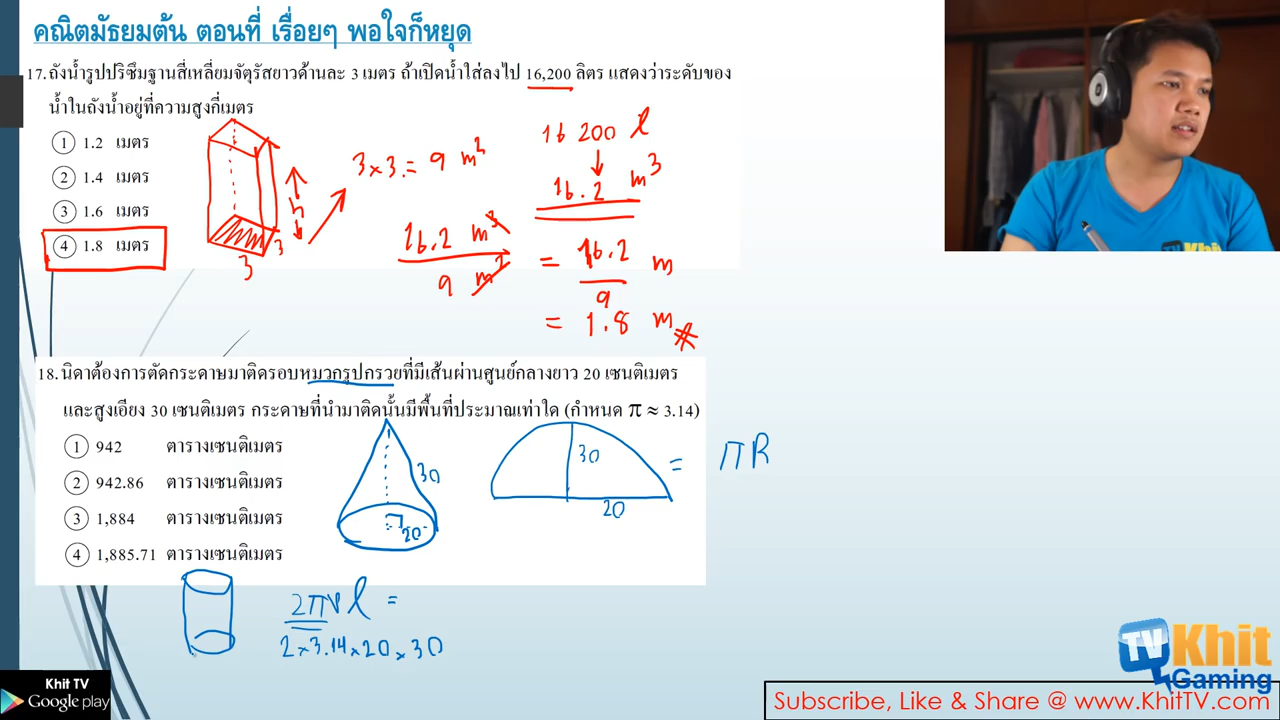 คณิตมัธยมต้น ตอนที่ เรื่อยๆ พอใจก็หยุด
17. ถังน้ำรูปปริซึมฐานสี่เหลี่ยมจัตุรัสยาวด้านละ 3 เมตร ถ้าเปิดน้ำใส่ลงไป 16,200 ลิตร แสดงว่าระดับของ
น้ำในถังน้ำอยู่ที่ความสูงกี่เมตร
1 1.2 เมตร
2 1.4 เมตร
3 1.6 เมตร
4 1.8 เมตร
h
3
3
3×3 = 9 m²
16 200 l
16.2 m³
16.2 m³
9 m²
= 16.2 m
9
= 1.8 m
18. นิดาต้องการตัดกระดาษมาติดรอบหมวกรูปกรวยที่มีเส้นผ่านศูนย์กลางยาว 20 เซนติเมตร
และสูงเอียง 30 เซนติเมตร กระดาษที่นำมาติดนั้นมีพื้นที่ประมาณเท่าใด (กำหนด π ≈ 3.14)
1 942 ตารางเซนติเมตร
2 942.86 ตารางเซนติเมตร
3 1,884 ตารางเซนติเมตร
4 1,885.71 ตารางเซนติเมตร
30
20
30
20
= πR
2πr l =
2×3.14×20×30
Khit TV
Google play
TV Khit
Gaming
Subscribe, Like & Share @ www.KhitTV.com